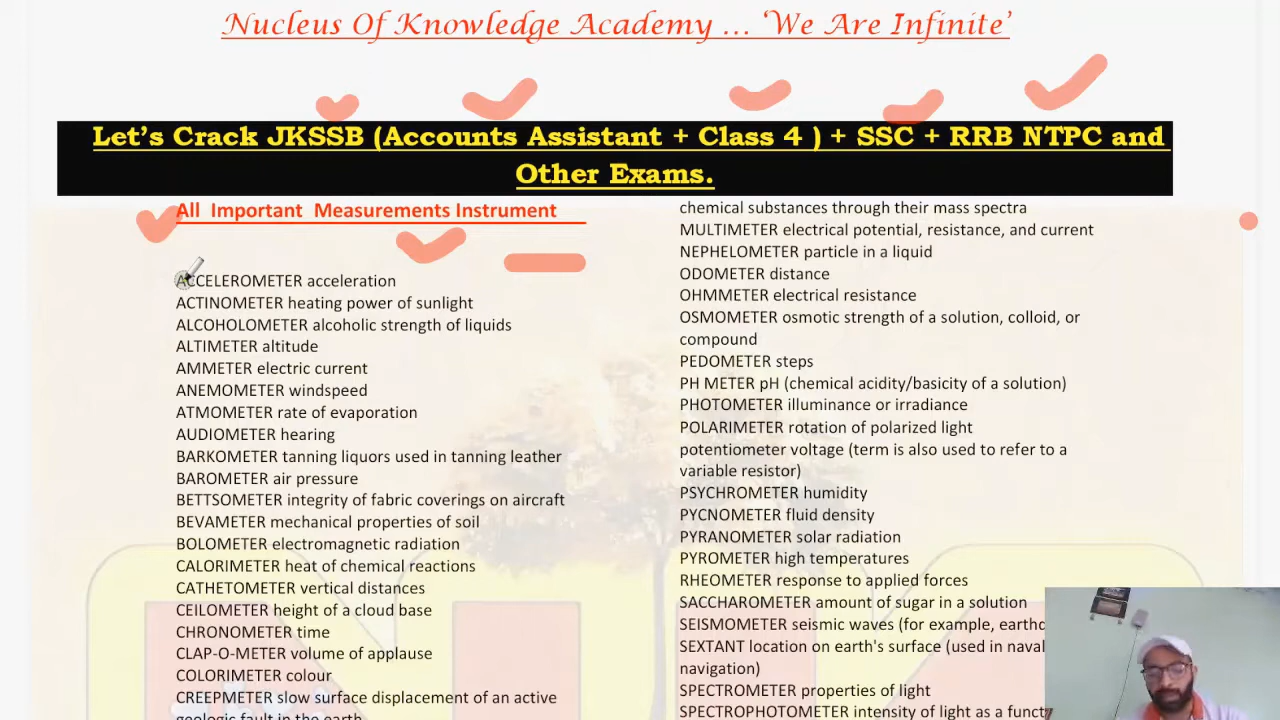 Nucleus Of Knowledge Academy ... ‘We Are Infinite’
Let’s Crack JKSSB (Accounts Assistant + Class 4 ) + SSC + RRB NTPC and
Other Exams.
All Important Measurements Instrument
ACCELEROMETER acceleration
ACTINOMETER heating power of sunlight
ALCOHOLOMETER alcoholic strength of liquids
ALTIMETER altitude
AMMETER electric current
ANEMOMETER windspeed
ATMOMETER rate of evaporation
AUDIOMETER hearing
BARKOMETER tanning liquors used in tanning leather
BAROMETER air pressure
BETTSOMETER integrity of fabric coverings on aircraft
BEVAMETER mechanical properties of soil
BOLOMETER electromagnetic radiation
CALORIMETER heat of chemical reactions
CATHETOMETER vertical distances
CEILOMETER height of a cloud base
CHRONOMETER time
CLAP-O-METER volume of applause
COLORIMETER colour
CREEPMETER slow surface displacement of an active
geologic fault in the earth
chemical substances through their mass spectra
MULTIMETER electrical potential, resistance, and current
NEPHELOMETER particle in a liquid
ODOMETER distance
OHMMETER electrical resistance
OSMOMETER osmotic strength of a solution, colloid, or
compound
PEDOMETER steps
PH METER pH (chemical acidity/basicity of a solution)
PHOTOMETER illuminance or irradiance
POLARIMETER rotation of polarized light
potentiometer voltage (term is also used to refer to a
variable resistor)
PSYCHROMETER humidity
PYCNOMETER fluid density
PYRANOMETER solar radiation
PYROMETER high temperatures
RHEOMETER response to applied forces
SACCHAROMETER amount of sugar in a solution
SEISMOMETER seismic waves (for example,
SEXTANT location on earth's surface (used in naval
navigation)
SPECTROMETER properties of light
SPECTROPHOTOMETER intensity of light as a